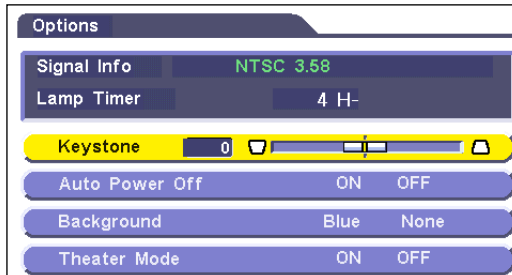 Options
Signal Info NTSC 3.58
Lamp Timer 4 H-
Keystone 0
Auto Power Off ON OFF
Background Blue None
Theater Mode ON OFF